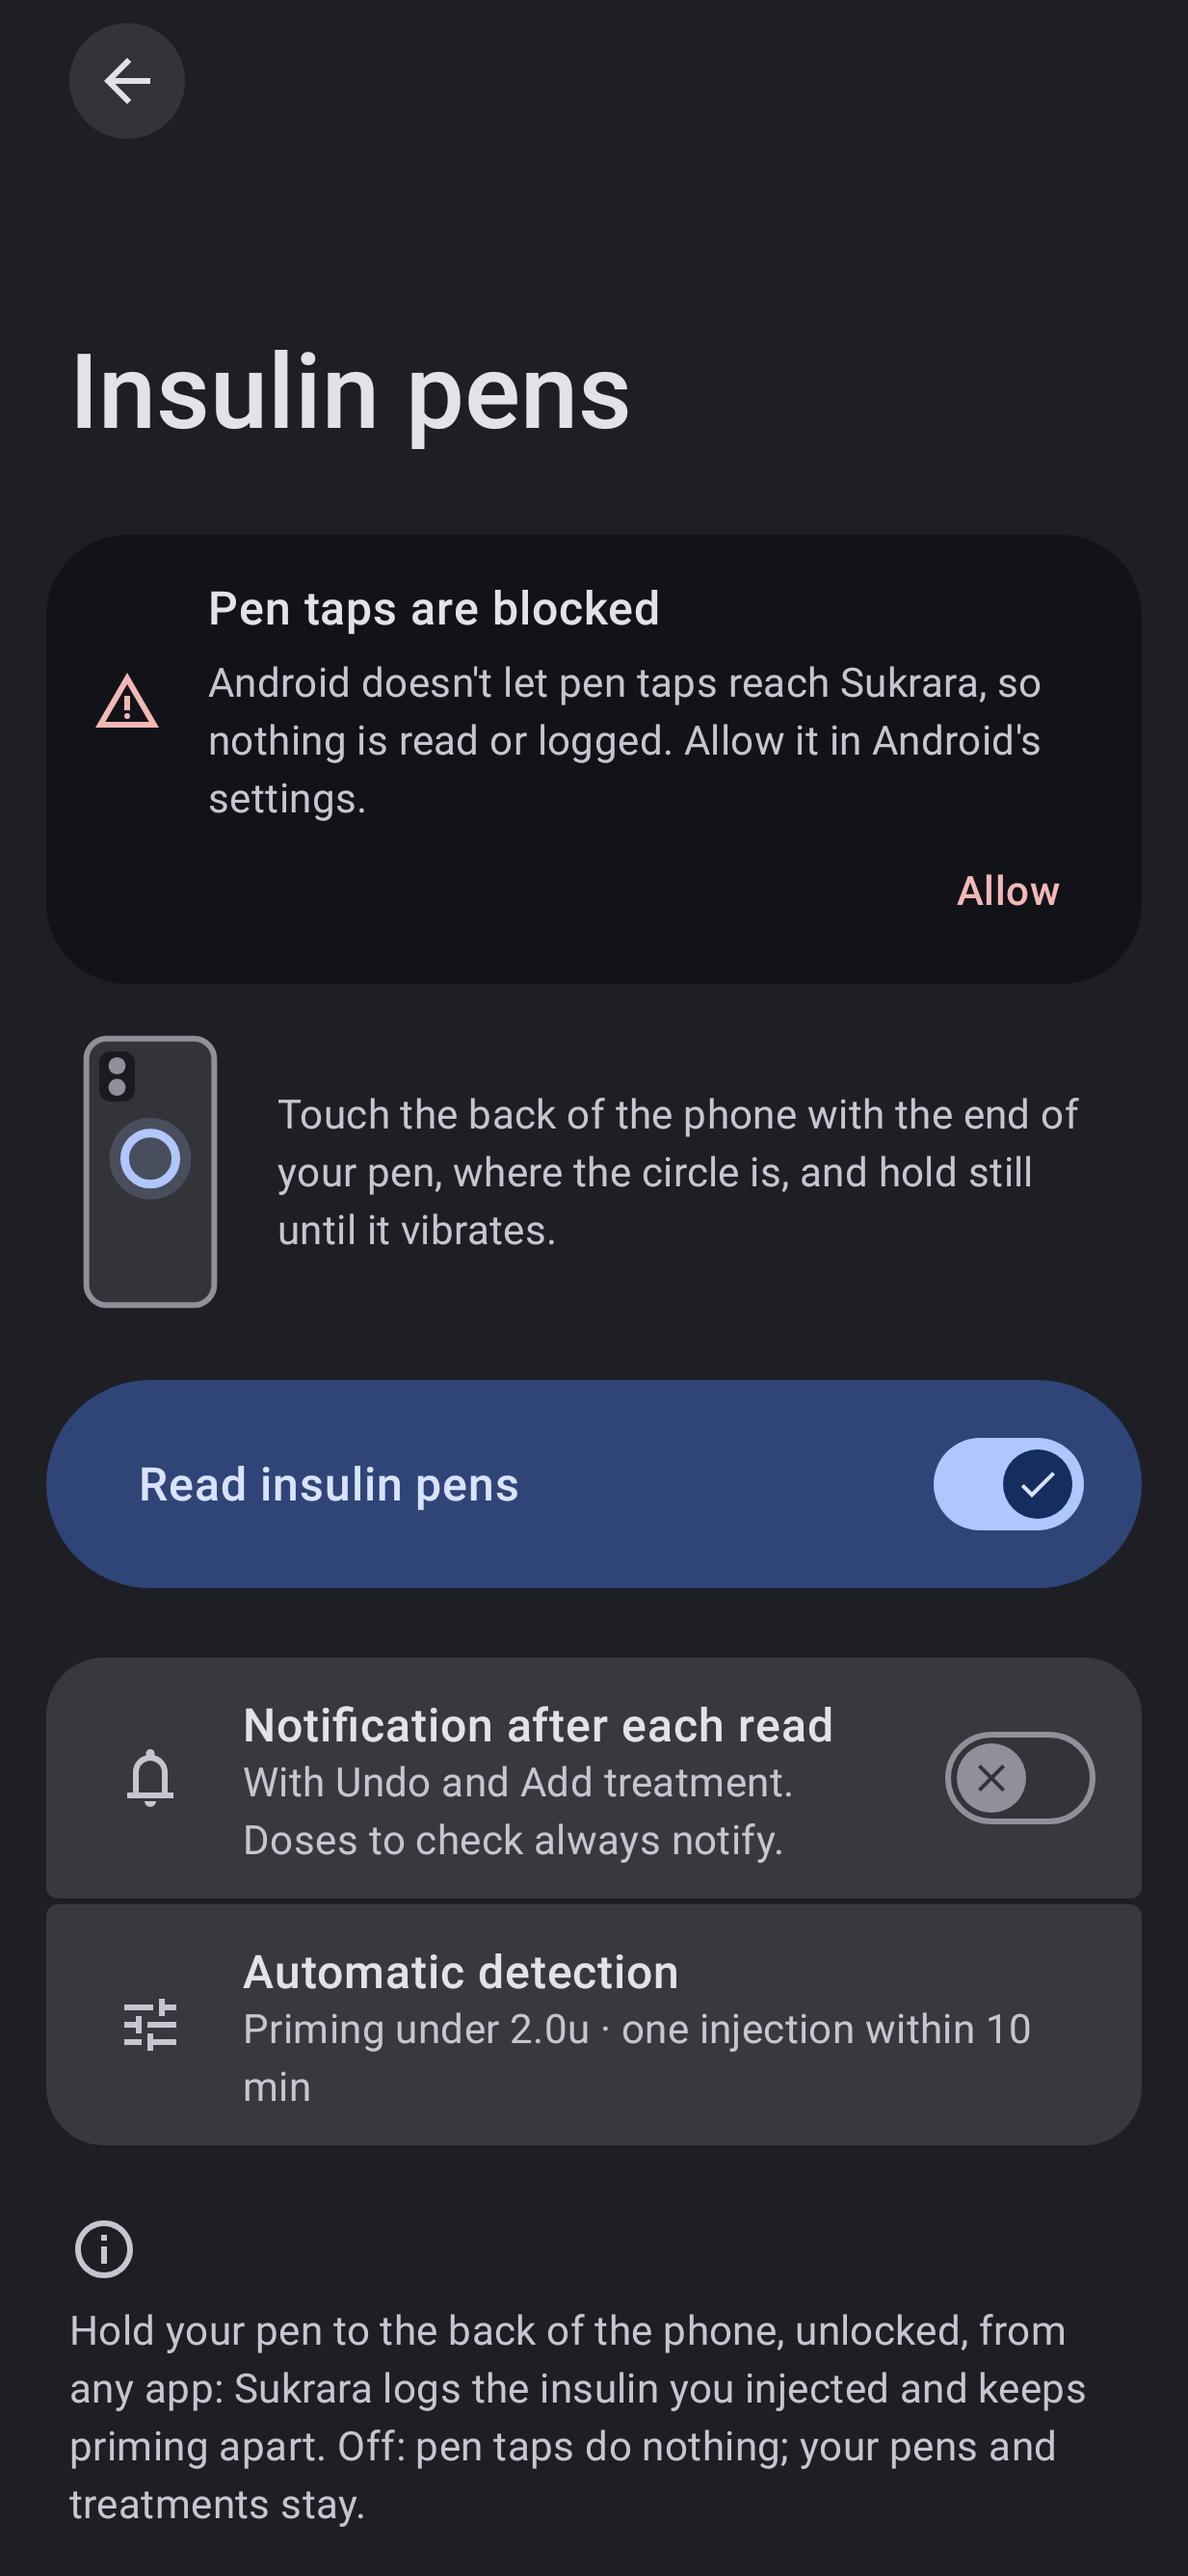 Insulin pens
Pen taps are blocked
Android doesn't let pen taps reach Sukrara, so
nothing is read or logged. Allow it in Android's
settings.
Allow
Touch the back of the phone with the end of
your pen, where the circle is, and hold still
until it vibrates.
Read insulin pens
Notification after each read
With Undo and Add treatment.
Doses to check always notify.
Automatic detection
Priming under 2.0u · one injection within 10
min
Hold your pen to the back of the phone, unlocked, from
any app: Sukrara logs the insulin you injected and keeps
priming apart. Off: pen taps do nothing; your pens and
treatments stay.